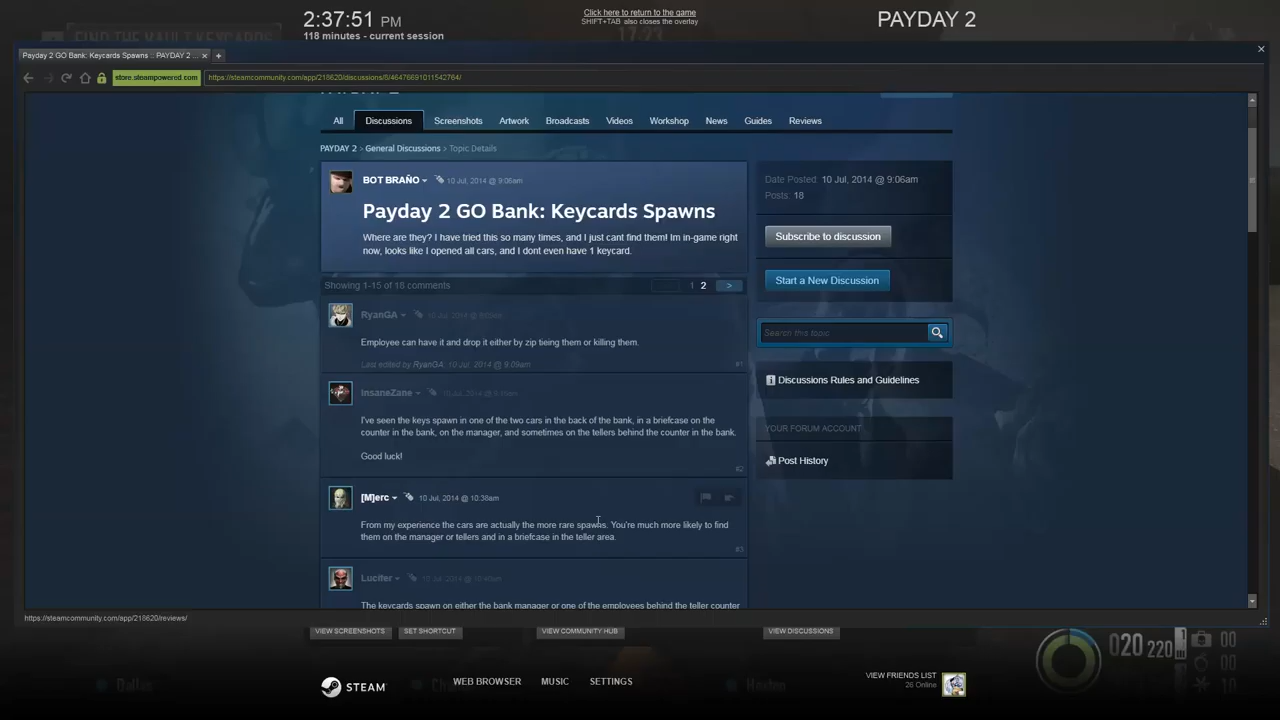 2:37:51 PM
118 minutes - current session
Click here to return to the game
SHIFT+TAB also closes the overlay
PAYDAY 2
FIND THE VAULT KEYCARDS
17:23
Payday 2 GO Bank: Keycards Spawns :: PAYDAY 2 ...
store.steampowered.com
https://steamcommunity.com/app/218620/discussions/8/46476691011542764/
All
Discussions
Screenshots
Artwork
Broadcasts
Videos
Workshop
News
Guides
Reviews
PAYDAY 2 > General Discussions > Topic Details
BOT BRAÑO
10 Jul, 2014 @ 9:06am
Payday 2 GO Bank: Keycards Spawns
Where are they? I have tried this so many times, and I just cant find them! Im in-game right
now, looks like I opened all cars, and I dont even have 1 keycard.
Date Posted: 10 Jul, 2014 @ 9:06am
Posts: 18
Subscribe to discussion
Start a New Discussion
Search this topic
Discussions Rules and Guidelines
YOUR FORUM ACCOUNT
Post History
Showing 1-15 of 18 comments
1 2 >
RyanGA
Employee can have it and drop it either by zip tieing them or killing them.
Last edited by RyanGA; 10 Jul, 2014 @ 9:09am
#1
InsaneZane
I've seen the keys spawn in one of the two cars in the back of the bank, in a briefcase on the
counter in the bank, on the manager, and sometimes on the tellers behind the counter in the bank.
Good luck!
#2
[M]erc
10 Jul, 2014 @ 10:38am
From my experience the cars are actually the more rare spawns. You're much more likely to find
them on the manager or tellers and in a briefcase in the teller area.
#3
Lucifer
The keycards spawn on either the bank manager or one of the employees behind the teller counter
https://steamcommunity.com/app/218620/reviews/
VIEW SCREENSHOTS
SET SHORTCUT
VIEW COMMUNITY HUB
VIEW DISCUSSIONS
020 220
00
00
00
STEAM
WEB BROWSER
MUSIC
SETTINGS
VIEW FRIENDS LIST
26 Online
Dallas
Hoxton